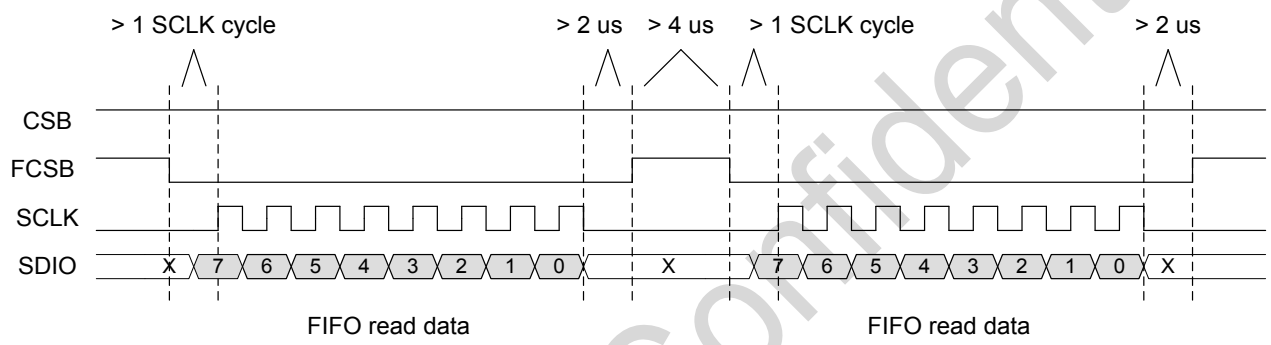 > 1 SCLK cycle > 2 us > 4 us > 1 SCLK cycle > 2 us
CSB
FCSB
SCLK
SDIO X 7 6 5 4 3 2 1 0 X 7 6 5 4 3 2 1 0 X
FIFO read data FIFO read data